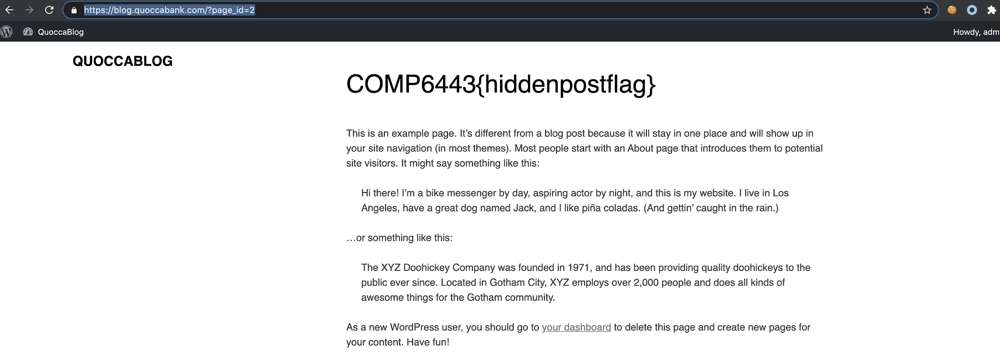 https://blog.quoccabank.com/?page_id=2
QuoccaBlog
Howdy, adm
QUOCCABLOG
COMP6443{hiddenpostflag}
This is an example page. It’s different from a blog post because it will stay in one place and will show up in
your site navigation (in most themes). Most people start with an About page that introduces them to potential
site visitors. It might say something like this:
Hi there! I’m a bike messenger by day, aspiring actor by night, and this is my website. I live in Los
Angeles, have a great dog named Jack, and I like piña coladas. (And gettin’ caught in the rain.)
…or something like this:
The XYZ Doohickey Company was founded in 1971, and has been providing quality doohickeys to the
public ever since. Located in Gotham City, XYZ employs over 2,000 people and does all kinds of
awesome things for the Gotham community.
As a new WordPress user, you should go to your dashboard to delete this page and create new pages for
your content. Have fun!